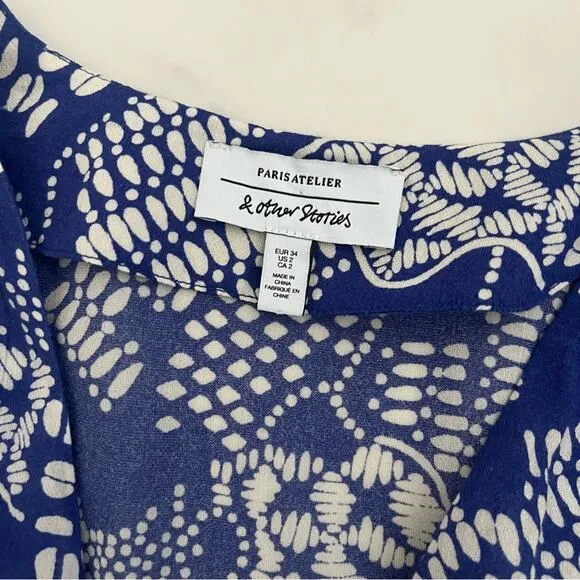 PARIS ATELIER
& other Stories
EUR 34
US 2
CA 2
MADE IN
CHINA
FABRIQUÉ EN
CHINE